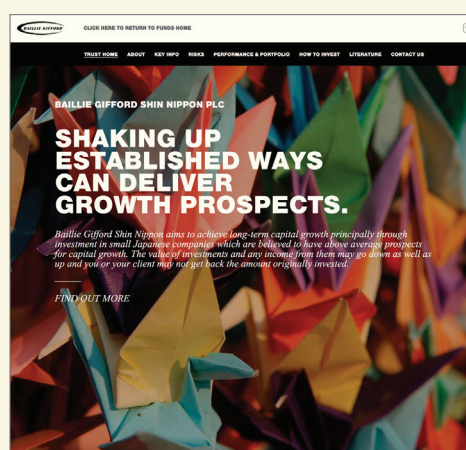 BAILLIE GIFFORD
CLICK HERE TO RETURN TO FUNDS HOME
TRUST HOME ABOUT KEY INFO RISKS PERFORMANCE & PORTFOLIO HOW TO INVEST LITERATURE CONTACT US
BAILLIE GIFFORD SHIN NIPPON PLC
SHAKING UP
ESTABLISHED WAYS
CAN DELIVER
GROWTH PROSPECTS.
Baillie Gifford Shin Nippon aims to achieve long-term capital growth principally through
investment in small Japanese companies which are believed to have above average prospects
for capital growth. The value of investments and any income from them may go down as well as
up and you or your client may not get back the amount originally invested.
FIND OUT MORE